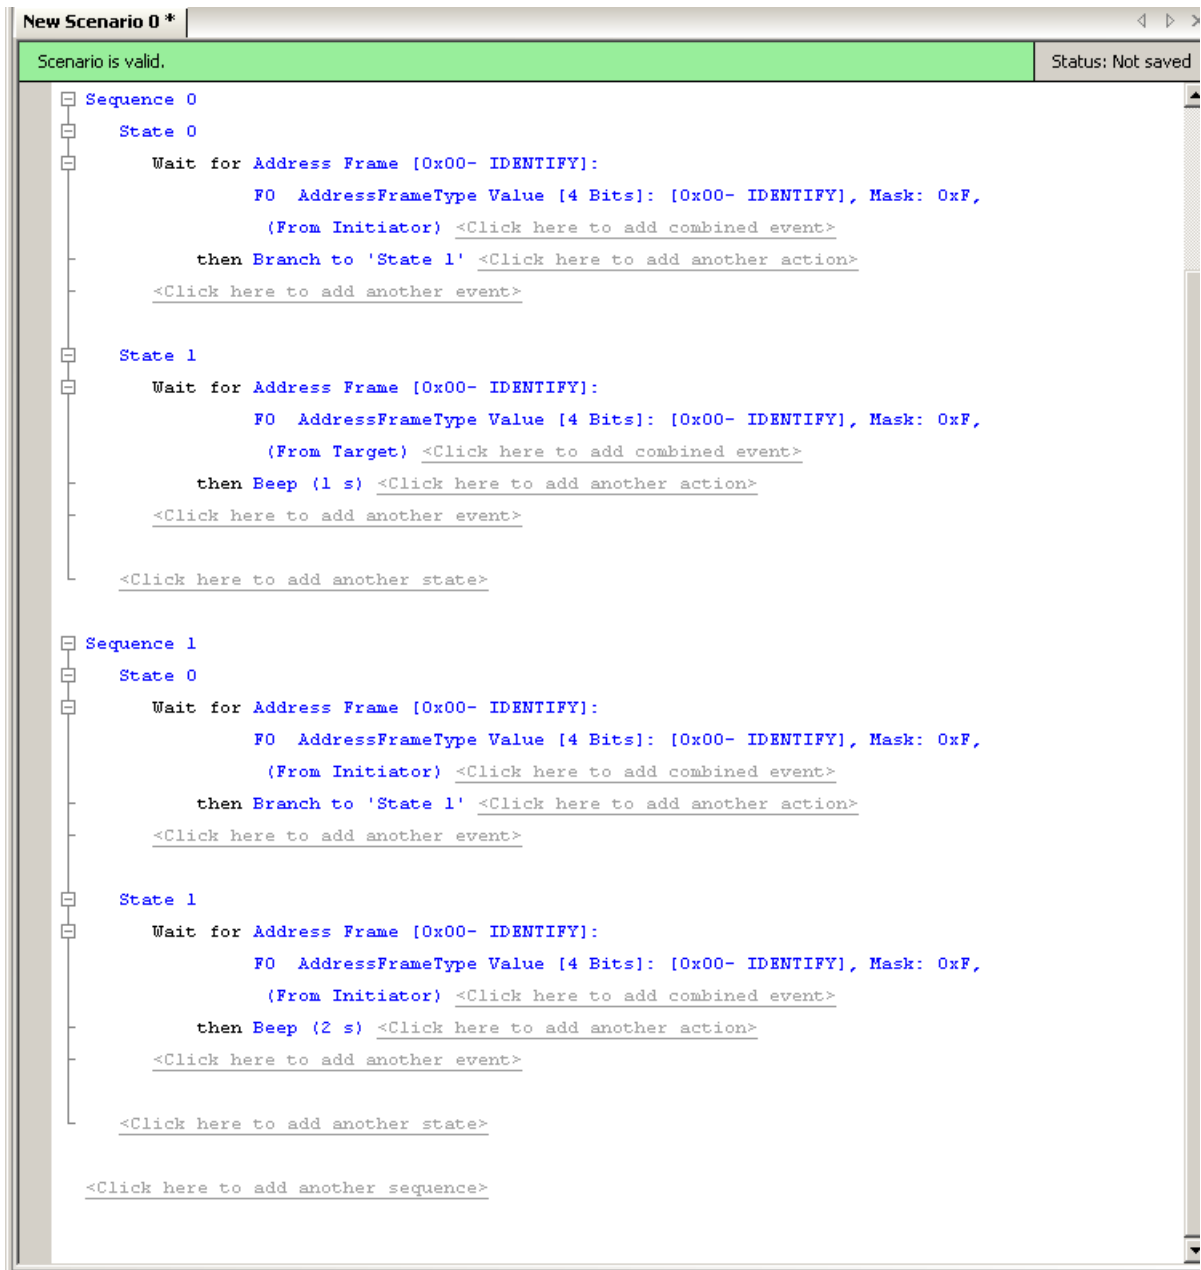 New Scenario 0 *
Scenario is valid.
Status: Not saved
Sequence 0
State 0
Wait for Address Frame [0x00- IDENTIFY]:
F0 AddressFrameType Value [4 Bits]: [0x00- IDENTIFY], Mask: 0xF,
(From Initiator) <Click here to add combined event>
then Branch to 'State 1' <Click here to add another action>
<Click here to add another event>
State 1
Wait for Address Frame [0x00- IDENTIFY]:
F0 AddressFrameType Value [4 Bits]: [0x00- IDENTIFY], Mask: 0xF,
(From Target) <Click here to add combined event>
then Beep (1 s) <Click here to add another action>
<Click here to add another event>
<Click here to add another state>
Sequence 1
State 0
Wait for Address Frame [0x00- IDENTIFY]:
F0 AddressFrameType Value [4 Bits]: [0x00- IDENTIFY], Mask: 0xF,
(From Initiator) <Click here to add combined event>
then Branch to 'State 1' <Click here to add another action>
<Click here to add another event>
State 1
Wait for Address Frame [0x00- IDENTIFY]:
F0 AddressFrameType Value [4 Bits]: [0x00- IDENTIFY], Mask: 0xF,
(From Initiator) <Click here to add combined event>
then Beep (2 s) <Click here to add another action>
<Click here to add another event>
<Click here to add another state>
<Click here to add another sequence>